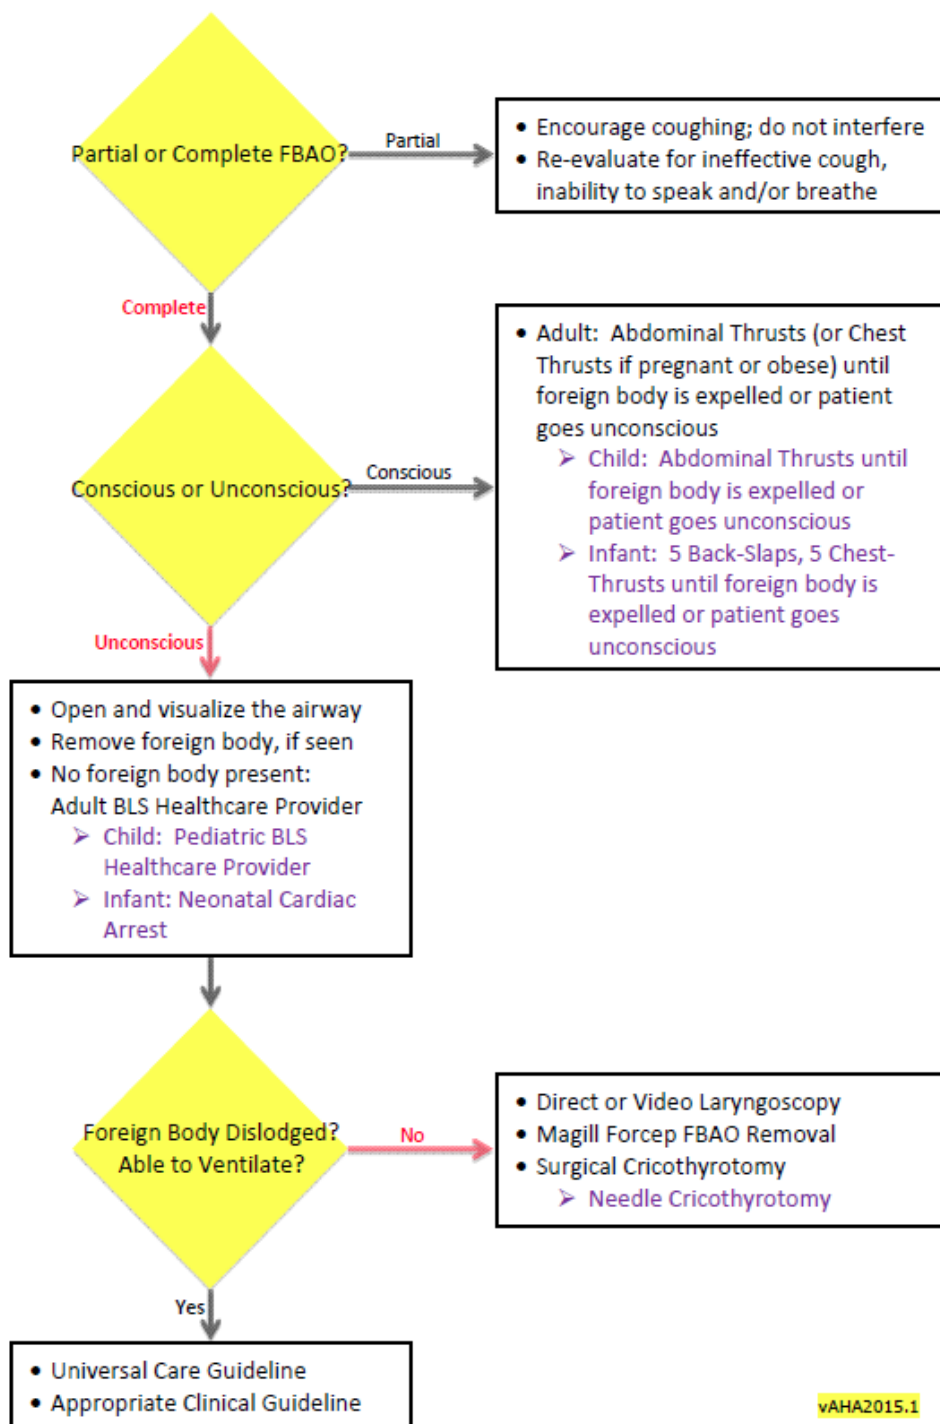 Partial or Complete FBAO?
Partial
• Encourage coughing; do not interfere
• Re-evaluate for ineffective cough,
inability to speak and/or breathe
Complete
Conscious or Unconscious?
Conscious
• Adult: Abdominal Thrusts (or Chest
Thrusts if pregnant or obese) until
foreign body is expelled or patient
goes unconscious
➢ Child: Abdominal Thrusts until
foreign body is expelled or
patient goes unconscious
➢ Infant: 5 Back-Slaps, 5 Chest-
Thrusts until foreign body is
expelled or patient goes
unconscious
Unconscious
• Open and visualize the airway
• Remove foreign body, if seen
• No foreign body present:
Adult BLS Healthcare Provider
➢ Child: Pediatric BLS
Healthcare Provider
➢ Infant: Neonatal Cardiac
Arrest
Foreign Body Dislodged?
Able to Ventilate?
No
• Direct or Video Laryngoscopy
• Magill Forcep FBAO Removal
• Surgical Cricothyrotomy
➢ Needle Cricothyrotomy
Yes
• Universal Care Guideline
• Appropriate Clinical Guideline
vAHA2015.1